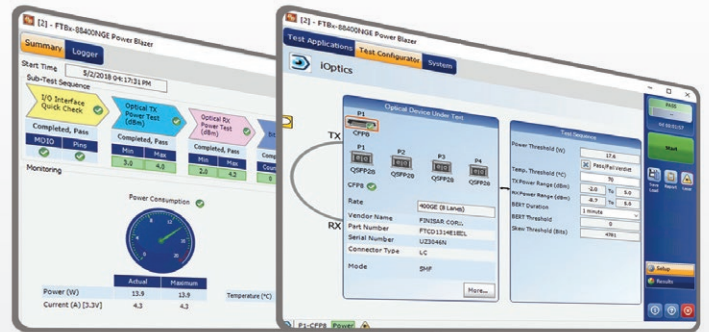 [2] - FTBx-88400NGE Power Blazer
Summary Logger
Start Time 5/2/2018 04:17:31 PM
Sub-Test Sequence
I/O Interface Quick Check
Optical TX Power Test (dBm)
Optical RX Power Test (dBm)
Completed, Pass
Completed, Pass
Completed, Pass
MDIO Pins
Min Max
3.0 4.0
Min Max
2.0 4.3
Monitoring
Power Consumption
Actual Maximum
Power (W) 13.9 13.9
Current (A) [3.3V] 4.3 4.3
Temperature (°C)
[2] - FTBx-88400NGE Power Blazer
Test Applications Test Configurator System
iOptics
TX
RX
Optical Device Under Test
P1
CFP8
P1 P2 P3 P4
QSFP28 QSFP28 QSFP28 QSFP28
CFP8
Rate 400GE (8 Lanes)
Vendor Name FINISAR CORP.
Part Number FTCD1314E1BCL
Serial Number UZ3046N
Connector Type LC
Mode SMF
More...
Test Sequence
Power Threshold (W) 17.6
Pass/Fail Verdict
Temp. Threshold (°C) 70
TX Power Range (dBm) -2.0 To 5.0
RX Power Range (dBm) To 5.0
BERT Duration 1 minute
BERT Threshold 0
Skew Threshold (Bits)
PASS
Start
Save
Load
Report
Laser
Setup
Results
P1-CFP8 Power